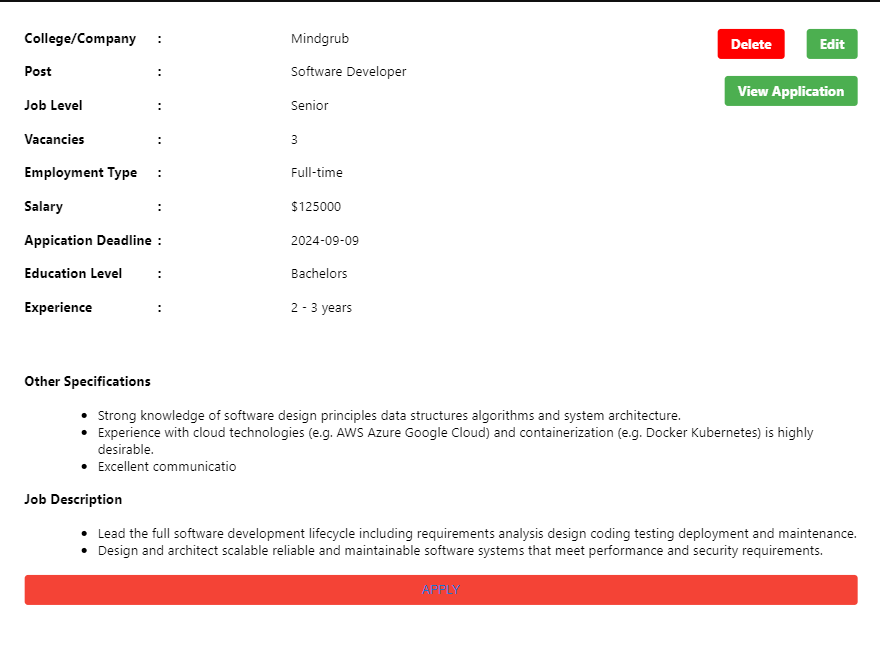 College/Company : Mindgrub
Delete Edit
Post : Software Developer
View Application
Job Level : Senior
Vacancies : 3
Employment Type : Full-time
Salary : $125000
Appication Deadline : 2024-09-09
Education Level : Bachelors
Experience : 2 - 3 years
Other Specifications
• Strong knowledge of software design principles data structures algorithms and system architecture.
• Experience with cloud technologies (e.g. AWS Azure Google Cloud) and containerization (e.g. Docker Kubernetes) is highly
desirable.
• Excellent communicatio
Job Description
• Lead the full software development lifecycle including requirements analysis design coding testing deployment and maintenance.
• Design and architect scalable reliable and maintainable software systems that meet performance and security requirements.
APPLY